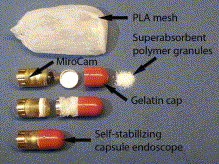 PLA mesh
Superabsorbent
polymer granules
MiroCam
Gelatin cap
Self-stabilizing
capsule endoscope